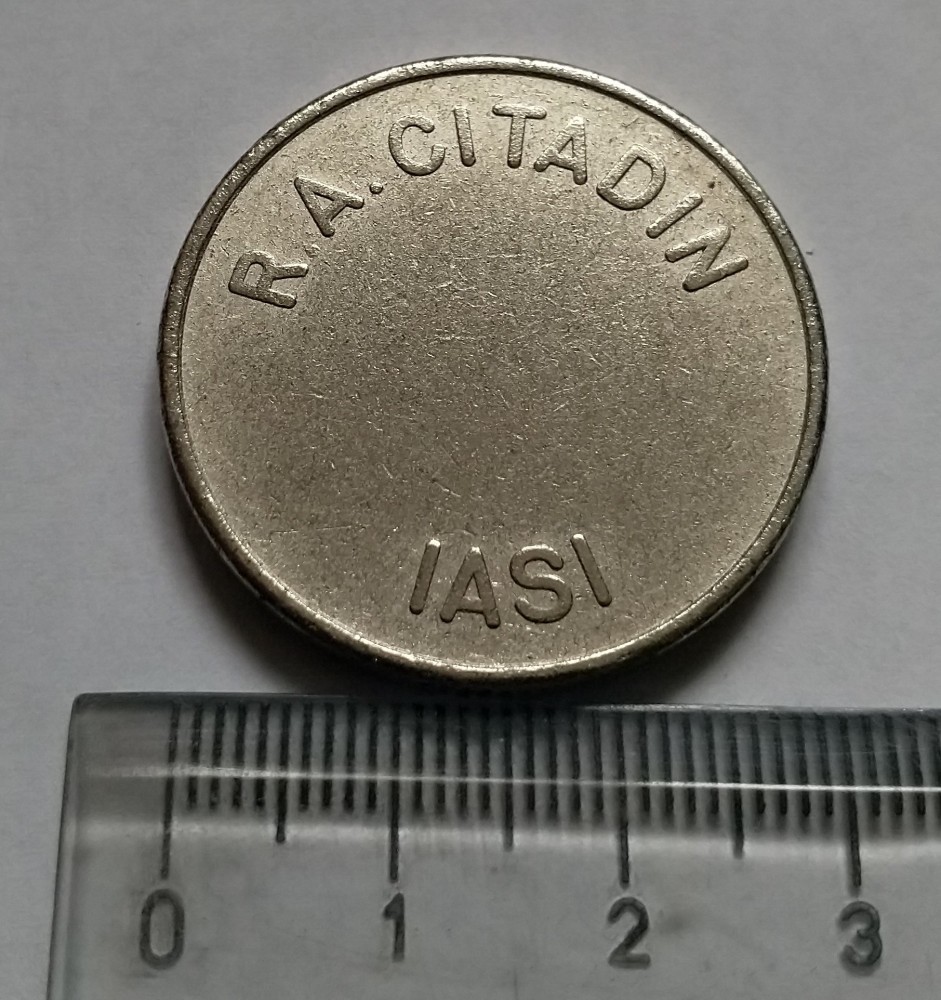 R.A. CITADIN
IASI
0 1 2 3